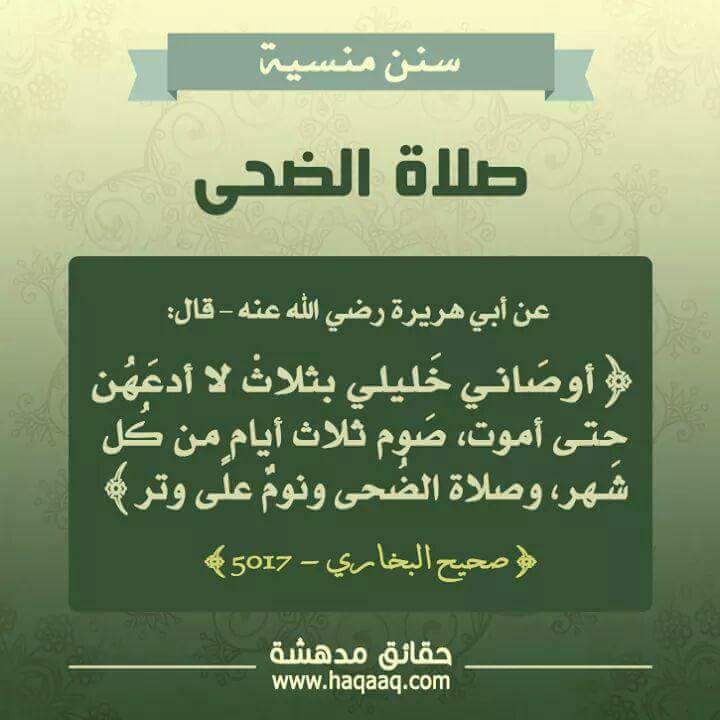 سنن منسية
صلاة الضحى
عن أبي هريرة رضي الله عنه - قال:
﴿ أوصَاني خَليلي بثلاثْ لا أدعَهُن
حتى أموت، صَوم ثلاث أيام من كُل
شَهر، وصلاة الضُحى ونومٌ علًى وتر ﴾
﴿ صحيح البخاري - 5017 ﴾
حقائق مدهشة
www.haqaaq.com